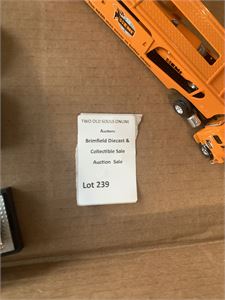 TWO OLD SOULS ONLINE
Auctions
Brimfield Diecast &
Collectible Sale
Auction Sale
Lot 239